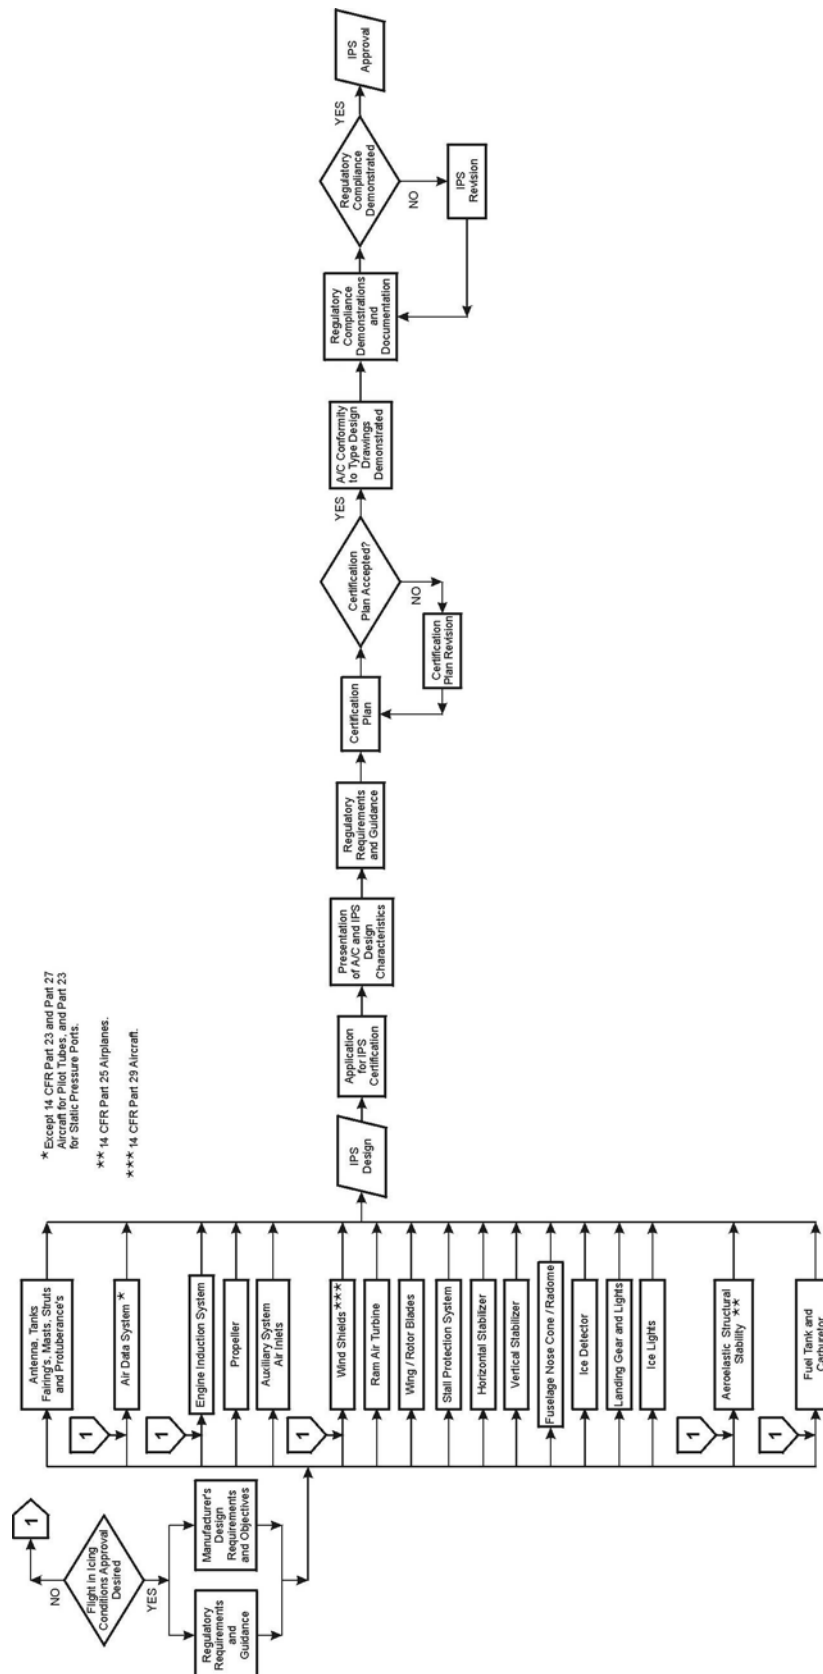 Flight in Icing
Conditions Approval
Desired
NO
1
YES
Regulatory
Requirements
and
Guidance
Manufacturer's
Design
Requirements
and Objectives
Antenna, Tanks
Fairing's, Masts, Struts
and Protuberance's
1
Air Data System *
1
Engine Induction System
Propeller
Auxiliary System
Air Inlets
1
Wind Shields ***
Ram Air Turbine
Wing / Rotor Blades
Stall Protection System
Horizontal Stabilizer
Vertical Stabilizer
Fuselage Nose Cone / Radome
Ice Detector
Landing Gear and Lights
Ice Lights
1
Aeroelastic Structural
Stability **
1
Fuel Tank and
Carburetor
* Except 14 CFR Part 23 and Part 27
Aircraft for Pilot Tubes, and Part 23
for Static Pressure Ports.
** 14 CFR Part 25 Airplanes.
*** 14 CFR Part 29 Aircraft.
IPS
Design
Application
for IPS
Certification
Presentation
of A/C and IPS
Design
Characteristics
Regulatory
Requirements
and Guidance
Certification
Plan
Certification
Plan Accepted?
NO
Certification
Plan Revision
YES
A/C Conformity
to Type Design
Drawings
Demonstrated
Regulatory
Compliance
Demonstrations
and
Documentation
Regulatory
Compliance
Demonstrated
NO
IPS
Revision
YES
IPS
Approval